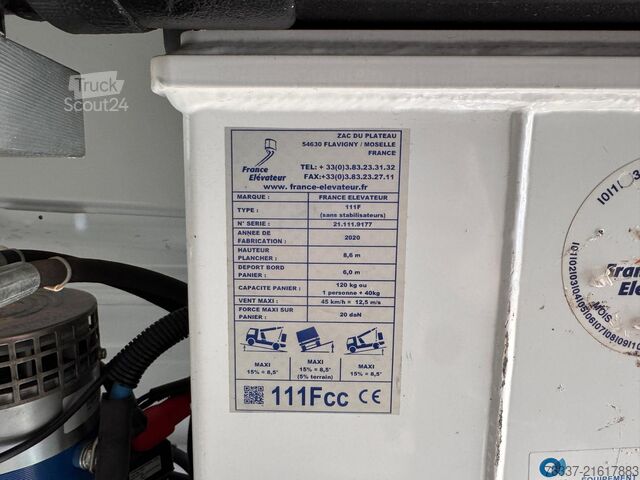 Truck
Scout24
France
Elévateur
ZAC DU PLATEAU
54630 FLAVIGNY / MOSELLE
FRANCE
TEL: + 33(0)3.83.23.31.32
FAX:+33(0)3.83.23.27.11
www.france-elevateur.fr
MARQUE : FRANCE ELEVATEUR
TYPE : 111F
(sans stabilisateurs)
N° SERIE : 21.111.9177
ANNEE DE
FABRICATION : 2020
HAUTEUR
PLANCHER : 8,6 m
DEPORT BORD
PANIER : 6,0 m
CAPACITE PANIER : 120 kg ou
1 personne + 40kg
VENT MAXI : 45 km/h = 12,5 m/s
FORCE MAXI SUR
PANIER : 20 daN
MAXI
15% = 8,5°
MAXI
15% = 8,5°
(5% terrain)
MAXI
15% = 8,5°
111Fcc CE
MOIS
EQUIPEMENT
78337-21617883